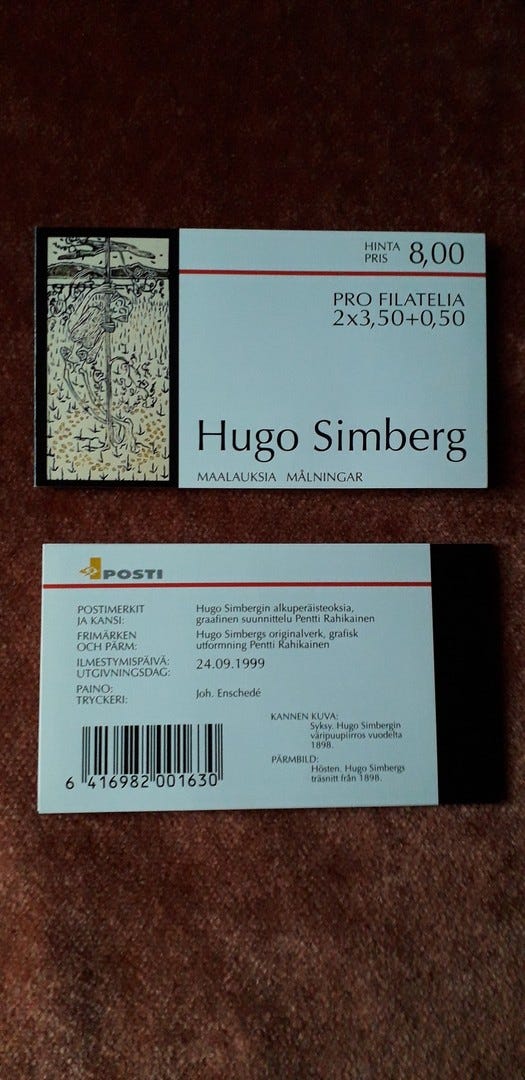 HINTA
PRIS 8,00
PRO FILATELIA
2x3,50+0,50
Hugo Simberg
MAALAUKSIA MÅLNINGAR
POSTI
POSTIMERKIT
JA KANSI:
Hugo Simbergin alkuperäisteoksia,
graafinen suunnittelu Pentti Rahikainen
FRIMÄRKEN
OCH PÄRM:
Hugo Simbergs originalverk, grafisk
utformning Pentti Rahikainen
ILMESTYMISPÄIVÄ:
UTGIVNINGSDAG:
24.09.1999
PAINO:
TRYCKERI:
Joh. Enschedé
KANNEN KUVA:
Syksy. Hugo Simbergin
väripuupiirros vuodelta
1898.
PÄRMBILD:
Hösten. Hugo Simbergs
träsnitt från 1898.
6 416982 001630